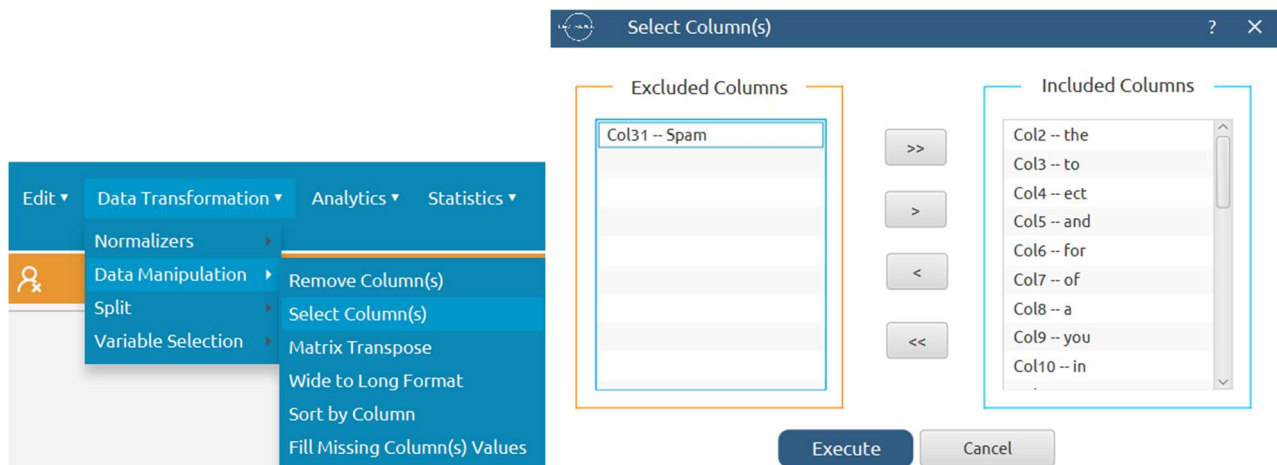 Edit ▾ Data Transformation ▾ Analytics ▾ Statistics ▾
Normalizers
Data Manipulation
Split
Variable Selection
Remove Column(s)
Select Column(s)
Matrix Transpose
Wide to Long Format
Sort by Column
Fill Missing Column(s) Values
Select Column(s) ? ×
Excluded Columns
Col31 -- Spam
>>
>
<
<<
Included Columns
Col2 -- the
Col3 -- to
Col4 -- ect
Col5 -- and
Col6 -- for
Col7 -- of
Col8 -- a
Col9 -- you
Col10 -- in
Execute Cancel